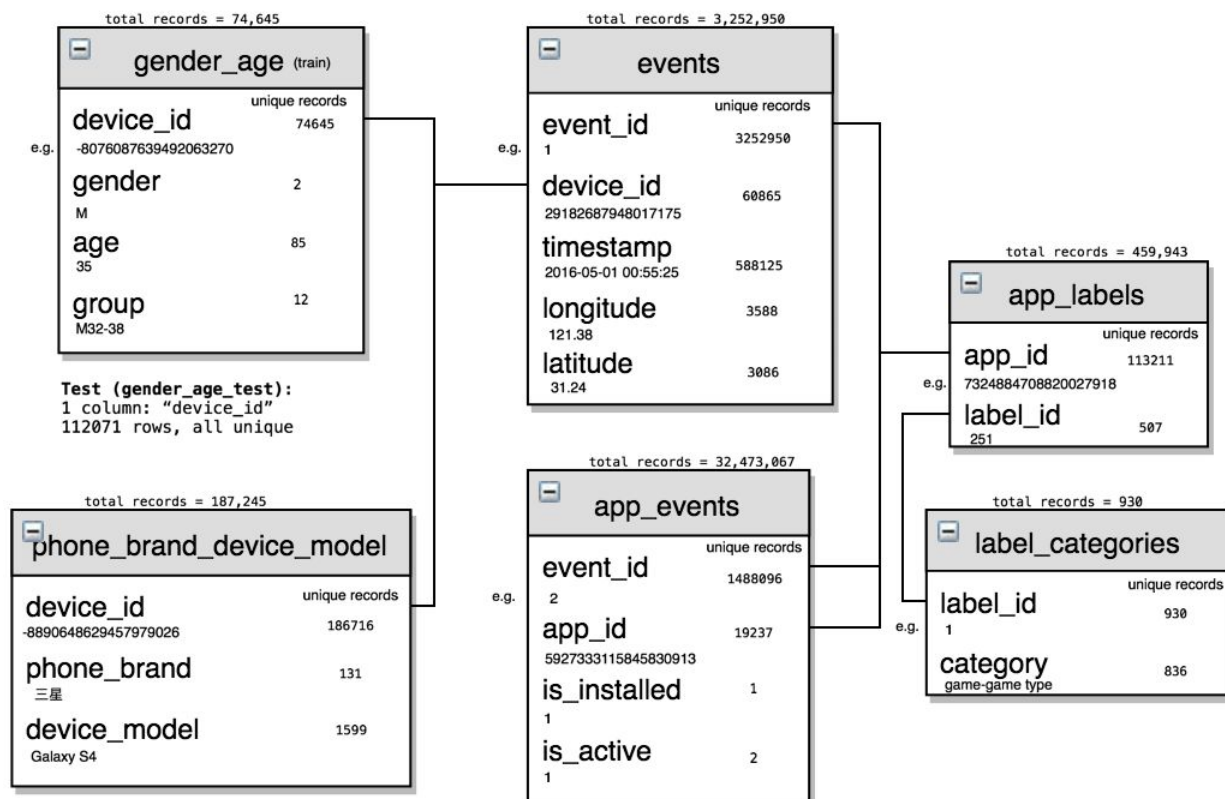 total records = 74,645
gender_age (train)
unique records
device_id 74645
e.g. -8076087639492063270
gender 2
M
age 85
35
group 12
M32-38
Test (gender_age_test):
1 column: “device_id”
112071 rows, all unique
total records = 187,245
phone_brand_device_model
unique records
device_id 186716
-8890648629457979026
phone_brand 131
三星
device_model 1599
Galaxy S4
total records = 3,252,950
events
unique records
event_id 3252950
e.g. 1
device_id 60865
29182687948017175
timestamp 588125
2016-05-01 00:55:25
longitude 3588
121.38
latitude 3086
31.24
total records = 32,473,067
app_events
unique records
event_id 1488096
e.g. 2
app_id 19237
5927333115845830913
is_installed 1
1
is_active 2
1
total records = 459,943
app_labels
unique records
app_id 113211
e.g. 7324884708820027918
label_id 507
251
total records = 930
label_categories
unique records
label_id 930
e.g. 1
category 836
game-game type